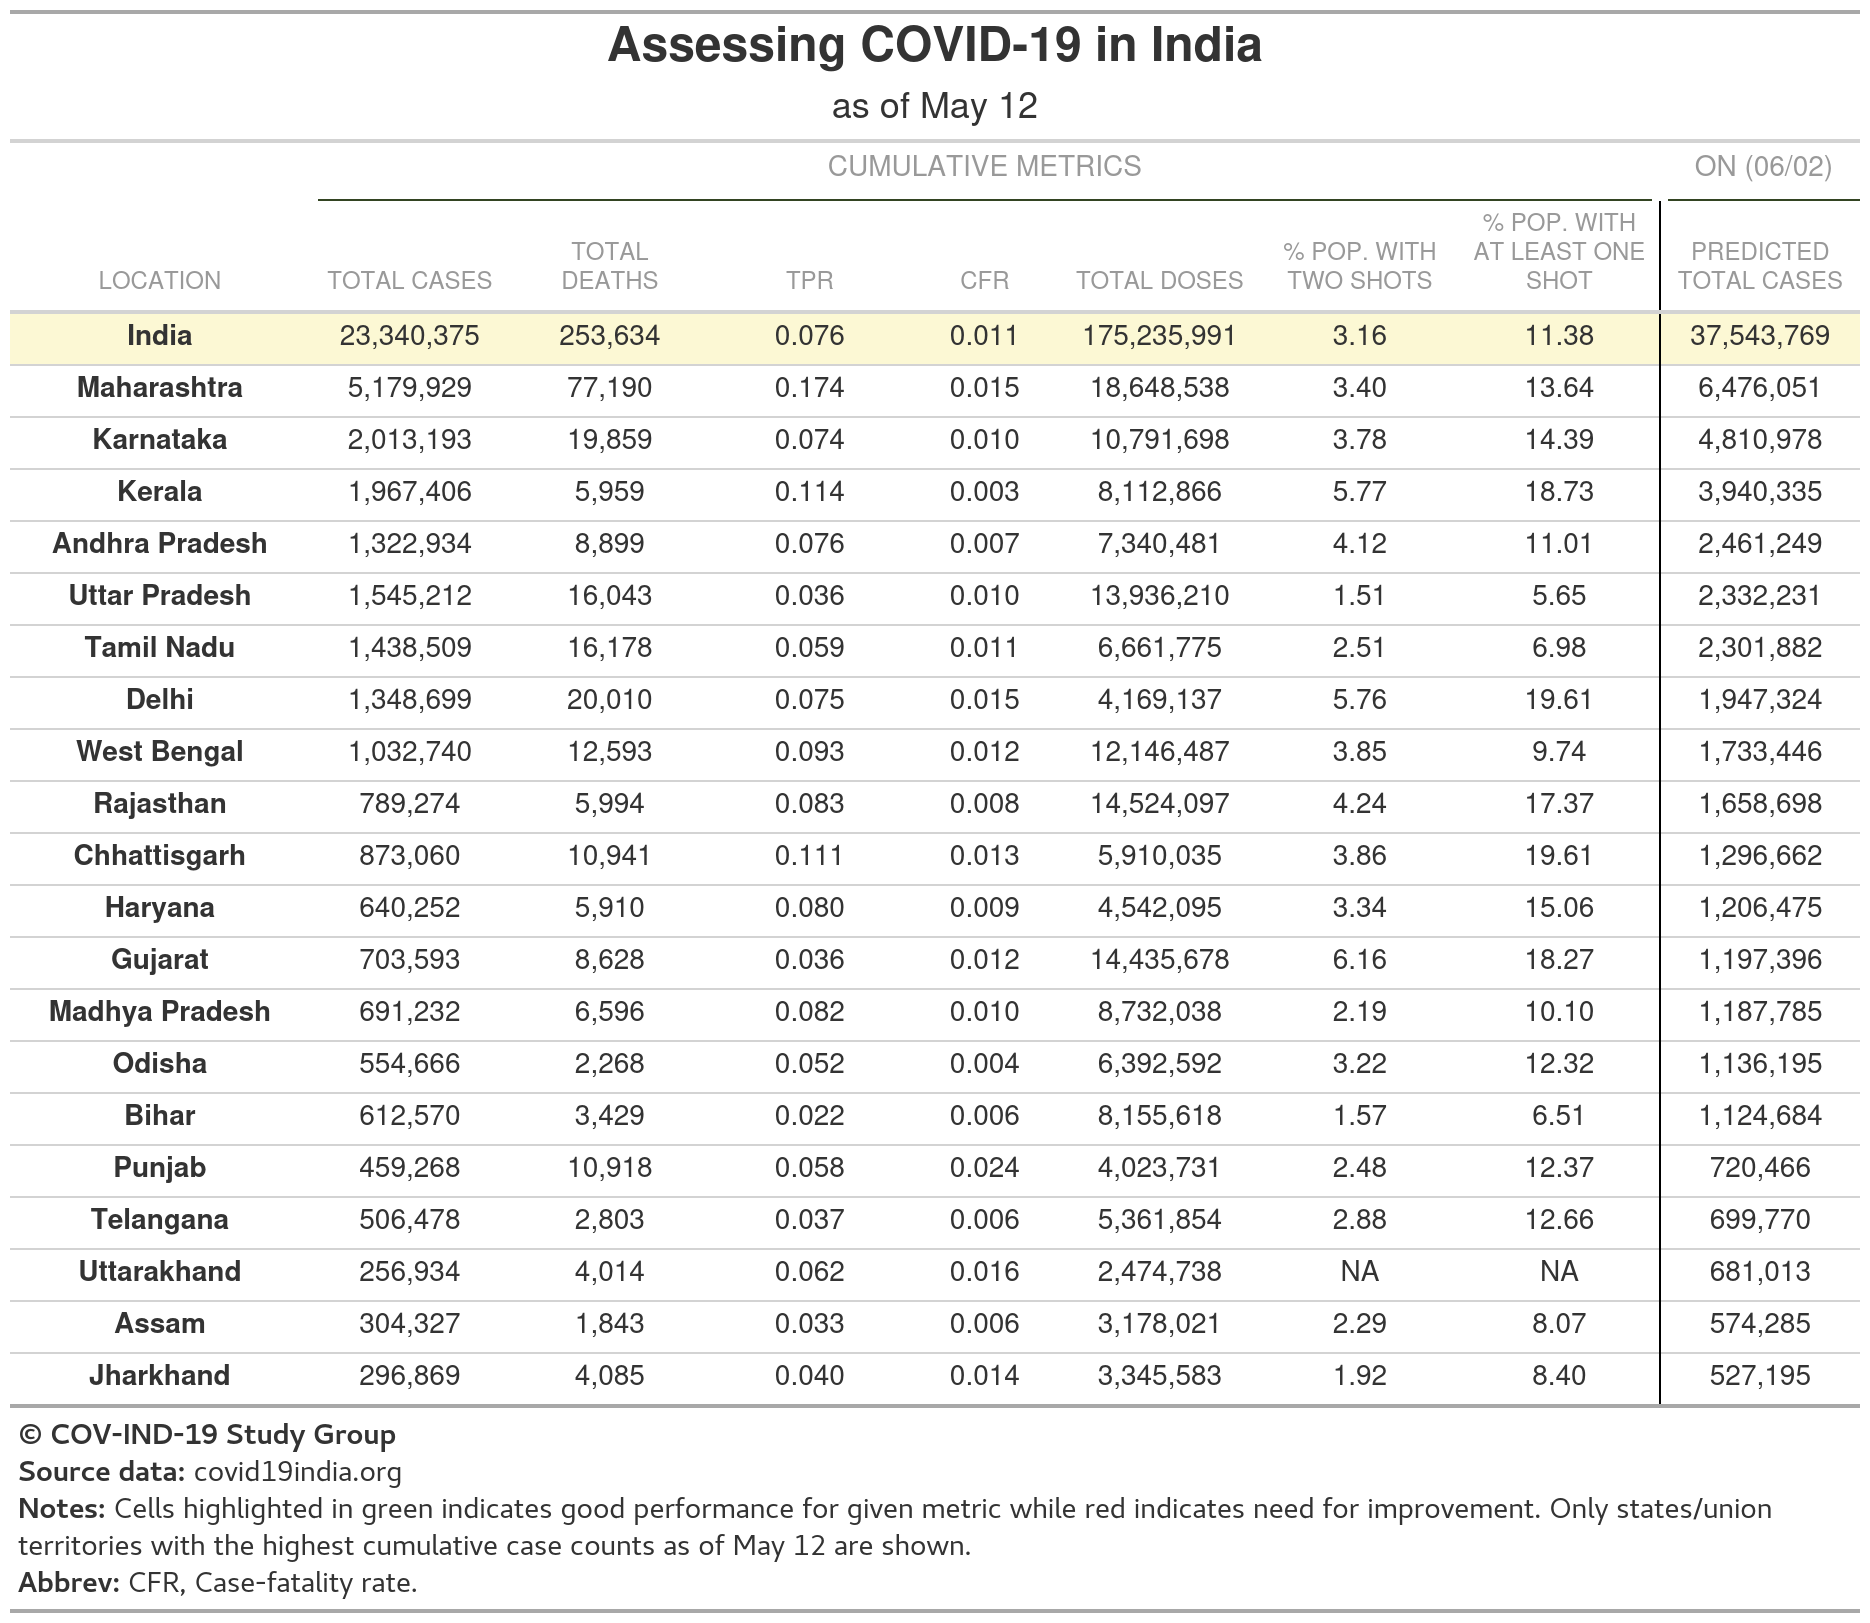 Assessing COVID-19 in India
as of May 12
CUMULATIVE METRICS ON (06/02)
LOCATION TOTAL CASES TOTAL DEATHS TPR CFR TOTAL DOSES % POP. WITH TWO SHOTS % POP. WITH AT LEAST ONE SHOT PREDICTED TOTAL CASES
India 23,340,375 253,634 0.076 0.011 175,235,991 3.16 11.38 37,543,769
Maharashtra 5,179,929 77,190 0.174 0.015 18,648,538 3.40 13.64 6,476,051
Karnataka 2,013,193 19,859 0.074 0.010 10,791,698 3.78 14.39 4,810,978
Kerala 1,967,406 5,959 0.114 0.003 8,112,866 5.77 18.73 3,940,335
Andhra Pradesh 1,322,934 8,899 0.076 0.007 7,340,481 4.12 11.01 2,461,249
Uttar Pradesh 1,545,212 16,043 0.036 0.010 13,936,210 1.51 5.65 2,332,231
Tamil Nadu 1,438,509 16,178 0.059 0.011 6,661,775 2.51 6.98 2,301,882
Delhi 1,348,699 20,010 0.075 0.015 4,169,137 5.76 19.61 1,947,324
West Bengal 1,032,740 12,593 0.093 0.012 12,146,487 3.85 9.74 1,733,446
Rajasthan 789,274 5,994 0.083 0.008 14,524,097 4.24 17.37 1,658,698
Chhattisgarh 873,060 10,941 0.111 0.013 5,910,035 3.86 19.61 1,296,662
Haryana 640,252 5,910 0.080 0.009 4,542,095 3.34 15.06 1,206,475
Gujarat 703,593 8,628 0.036 0.012 14,435,678 6.16 18.27 1,197,396
Madhya Pradesh 691,232 6,596 0.082 0.010 8,732,038 2.19 10.10 1,187,785
Odisha 554,666 2,268 0.052 0.004 6,392,592 3.22 12.32 1,136,195
Bihar 612,570 3,429 0.022 0.006 8,155,618 1.57 6.51 1,124,684
Punjab 459,268 10,918 0.058 0.024 4,023,731 2.48 12.37 720,466
Telangana 506,478 2,803 0.037 0.006 5,361,854 2.88 12.66 699,770
Uttarakhand 256,934 4,014 0.062 0.016 2,474,738 NA NA 681,013
Assam 304,327 1,843 0.033 0.006 3,178,021 2.29 8.07 574,285
Jharkhand 296,869 4,085 0.040 0.014 3,345,583 1.92 8.40 527,195
© COV-IND-19 Study Group
Source data: covid19india.org
Notes: Cells highlighted in green indicates good performance for given metric while red indicates need for improvement. Only states/union
territories with the highest cumulative case counts as of May 12 are shown.
Abbrev: CFR, Case-fatality rate.